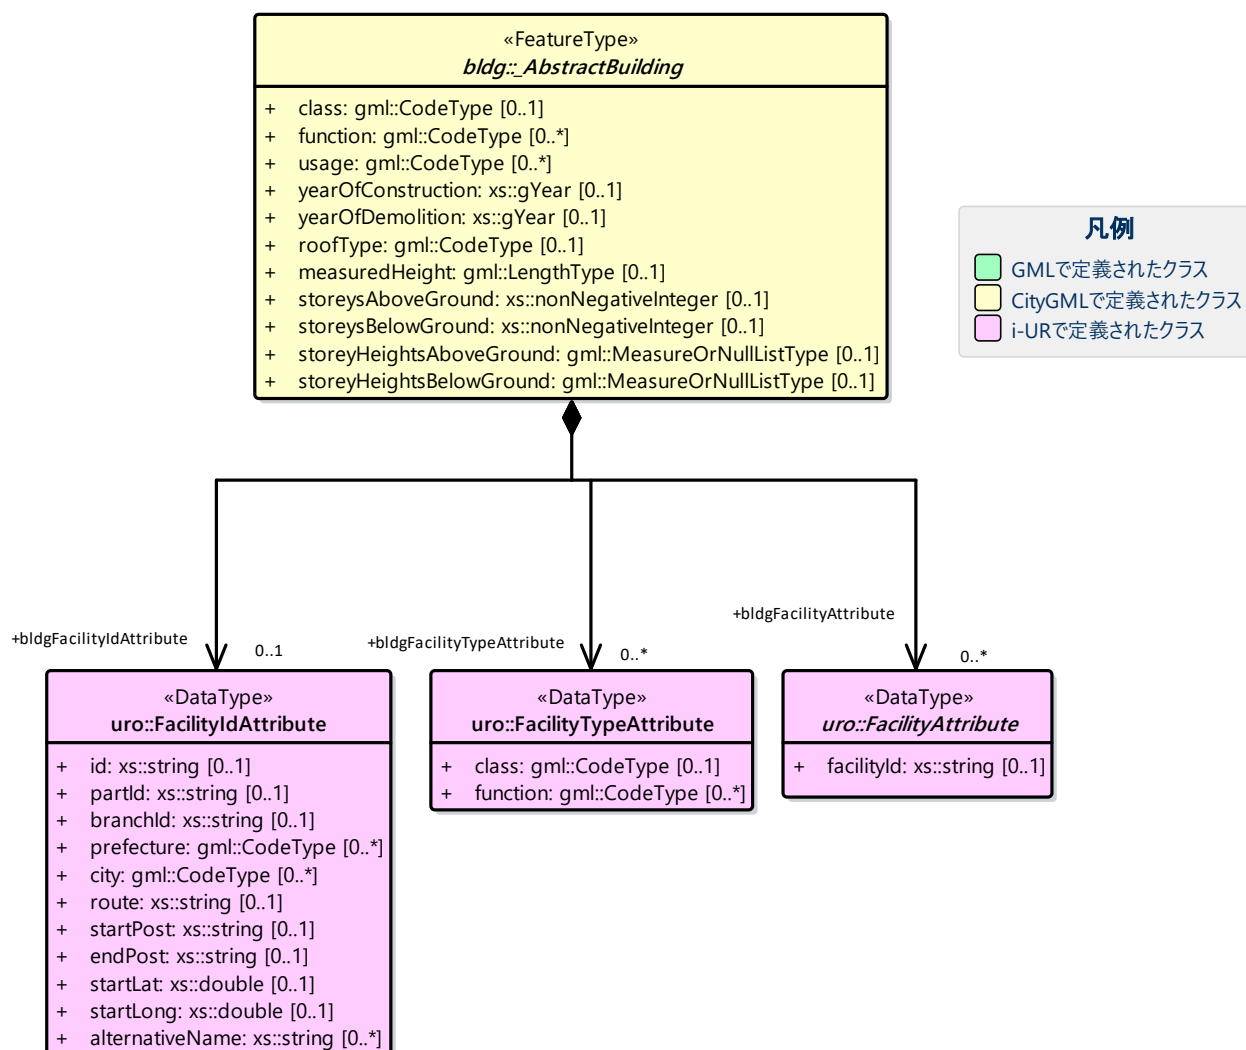 «FeatureType»
bldg::_AbstractBuilding
+ class: gml::CodeType [0..1]
+ function: gml::CodeType [0..*]
+ usage: gml::CodeType [0..*]
+ yearOfConstruction: xs::gYear [0..1]
+ yearOfDemolition: xs::gYear [0..1]
+ roofType: gml::CodeType [0..1]
+ measuredHeight: gml::LengthType [0..1]
+ storeysAboveGround: xs::nonNegativeInteger [0..1]
+ storeysBelowGround: xs::nonNegativeInteger [0..1]
+ storeyHeightsAboveGround: gml::MeasureOrNullListType [0..1]
+ storeyHeightsBelowGround: gml::MeasureOrNullListType [0..1]
凡例
GMLで定義されたクラス
CityGMLで定義されたクラス
i-URで定義されたクラス
+bldgFacilityIdAttribute
0..1
+bldgFacilityTypeAttribute
0..*
+bldgFacilityAttribute
0..*
«DataType»
uro::FacilityIdAttribute
+ id: xs::string [0..1]
+ partId: xs::string [0..1]
+ branchId: xs::string [0..1]
+ prefecture: gml::CodeType [0..*]
+ city: gml::CodeType [0..*]
+ route: xs::string [0..1]
+ startPost: xs::string [0..1]
+ endPost: xs::string [0..1]
+ startLat: xs::double [0..1]
+ startLong: xs::double [0..1]
+ alternativeName: xs::string [0..*]
«DataType»
uro::FacilityTypeAttribute
+ class: gml::CodeType [0..1]
+ function: gml::CodeType [0..*]
«DataType»
uro::FacilityAttribute
+ facilityId: xs::string [0..1]